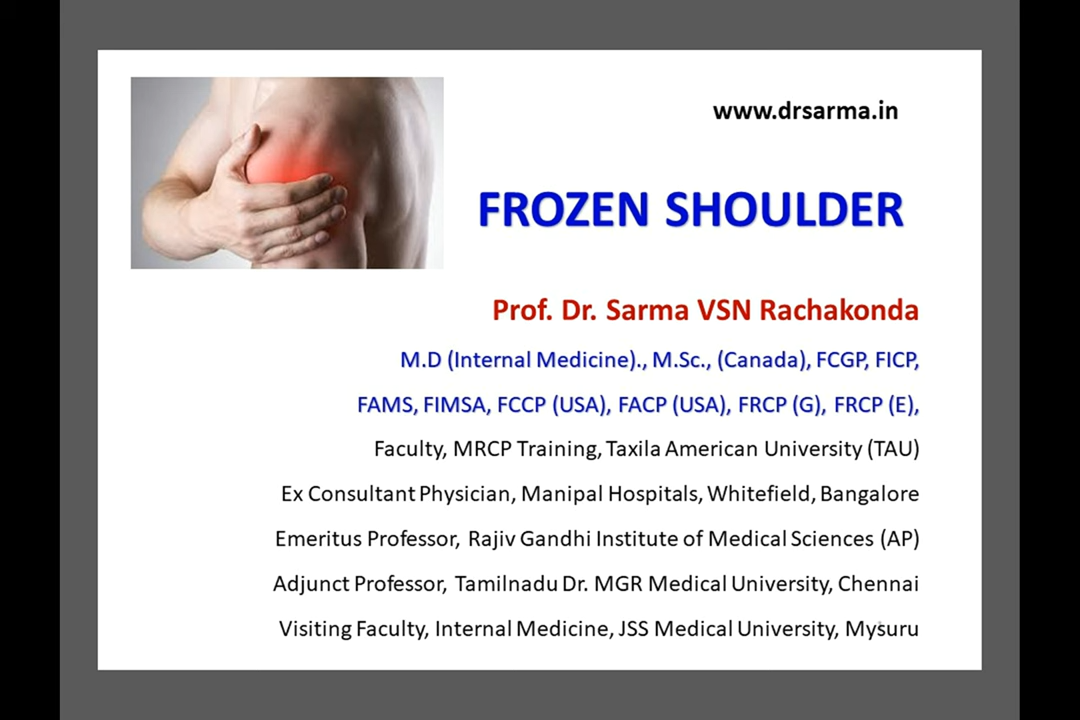 www.drsarma.in
FROZEN SHOULDER
Prof. Dr. Sarma VSN Rachakonda
M.D (Internal Medicine)., M.Sc., (Canada), FCGP, FICP,
FAMS, FIMSA, FCCP (USA), FACP (USA), FRCP (G), FRCP (E),
Faculty, MRCP Training, Taxila American University (TAU)
Ex Consultant Physician, Manipal Hospitals, Whitefield, Bangalore
Emeritus Professor, Rajiv Gandhi Institute of Medical Sciences (AP)
Adjunct Professor, Tamilnadu Dr. MGR Medical University, Chennai
Visiting Faculty, Internal Medicine, JSS Medical University, Mysuru